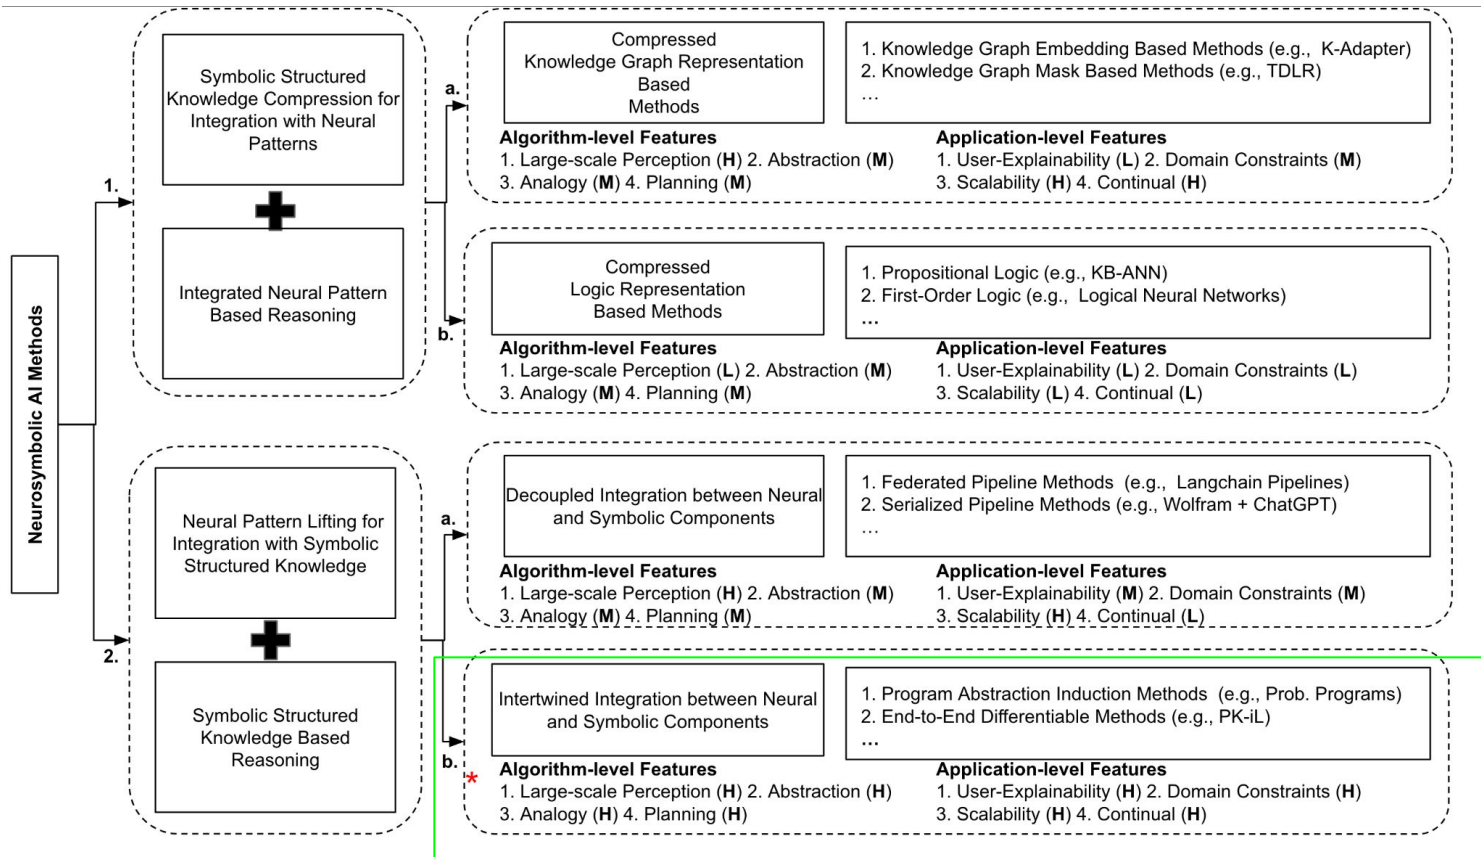 Neurosymbolic AI Methods
1.
Symbolic Structured
Knowledge Compression for
Integration with Neural
Patterns
Integrated Neural Pattern
Based Reasoning
a.
Compressed
Knowledge Graph Representation
Based
Methods
1. Knowledge Graph Embedding Based Methods (e.g., K-Adapter)
2. Knowledge Graph Mask Based Methods (e.g., TDLR)
...
Algorithm-level Features
1. Large-scale Perception (H) 2. Abstraction (M)
3. Analogy (M) 4. Planning (M)
Application-level Features
1. User-Explainability (L) 2. Domain Constraints (M)
3. Scalability (H) 4. Continual (H)
b.
Compressed
Logic Representation
Based Methods
1. Propositional Logic (e.g., KB-ANN)
2. First-Order Logic (e.g., Logical Neural Networks)
...
Algorithm-level Features
1. Large-scale Perception (L) 2. Abstraction (M)
3. Analogy (M) 4. Planning (M)
Application-level Features
1. User-Explainability (L) 2. Domain Constraints (L)
3. Scalability (L) 4. Continual (L)
2.
Neural Pattern Lifting for
Integration with Symbolic
Structured Knowledge
Symbolic Structured
Knowledge Based
Reasoning
a.
Decoupled Integration between Neural
and Symbolic Components
1. Federated Pipeline Methods (e.g., Langchain Pipelines)
2. Serialized Pipeline Methods (e.g., Wolfram + ChatGPT)
...
Algorithm-level Features
1. Large-scale Perception (H) 2. Abstraction (M)
3. Analogy (M) 4. Planning (M)
Application-level Features
1. User-Explainability (M) 2. Domain Constraints (M)
3. Scalability (H) 4. Continual (L)
b.
*
Intertwined Integration between Neural
and Symbolic Components
1. Program Abstraction Induction Methods (e.g., Prob. Programs)
2. End-to-End Differentiable Methods (e.g., PK-iL)
...
Algorithm-level Features
1. Large-scale Perception (H) 2. Abstraction (H)
3. Analogy (H) 4. Planning (H)
Application-level Features
1. User-Explainability (H) 2. Domain Constraints (H)
3. Scalability (H) 4. Continual (H)